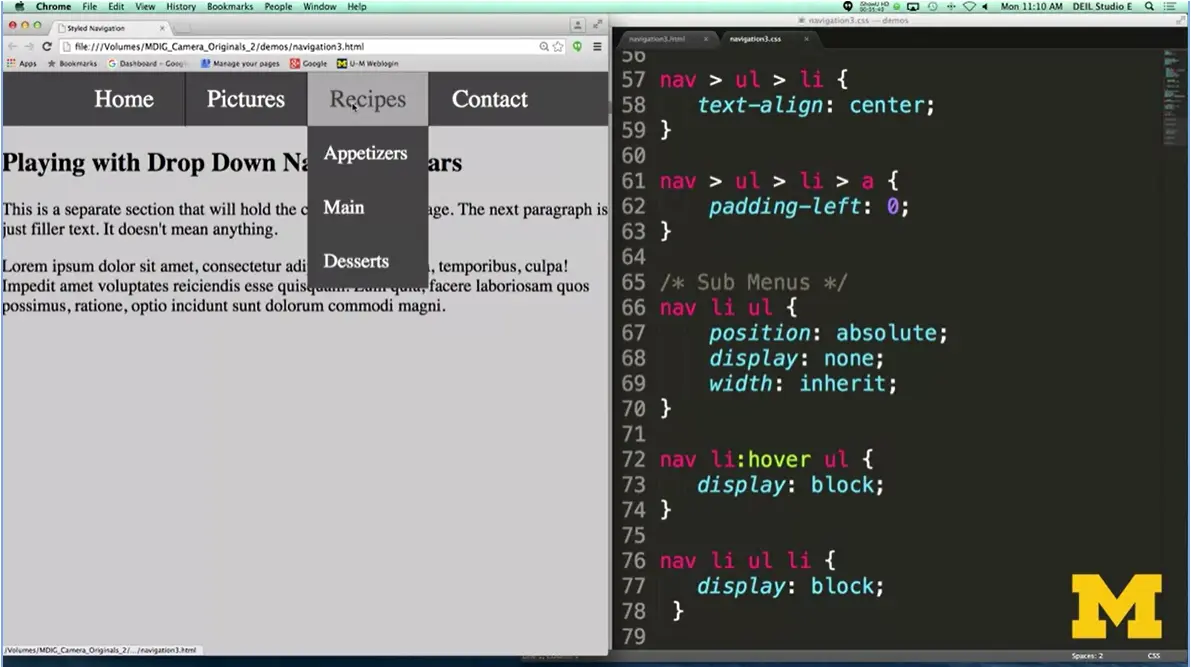 Chrome File Edit View History Bookmarks People Window Help
Mon 11:10 AM DEIL Studio E
Styled Navigation
navigation3.css — demos
file:///Volumes/MDIG_Camera_Originals_2/demos/navigation3.html
navigation3.html navigation3.css
Apps Bookmarks Dashboard - Goog Manage your pages Google U-M Weblogin
Home Pictures Recipes Contact
Appetizers
Main
Desserts
Playing with Drop Down Na ars
This is a separate section that will hold the c age. The next paragraph is
just filler text. It doesn't mean anything.
Lorem ipsum dolor sit amet, consectetur adi , temporibus, culpa!
Impedit amet voluptates reiciendis esse quisquam. Eum quia, facere laboriosam quos
possimus, ratione, optio incidunt sunt dolorum commodi magni.
/Volumes/MDIG_Camera_Originals_2/.../navigation3.html
56
57 nav > ul > li {
58 text-align: center;
59 }
60
61 nav > ul > li > a {
62 padding-left: 0;
63 }
64
65 /* Sub Menus */
66 nav li ul {
67 position: absolute;
68 display: none;
69 width: inherit;
70 }
71
72 nav li:hover ul {
73 display: block;
74 }
75
76 nav li ul li {
77 display: block;
78 }
79
M
Spaces: 2 CSS